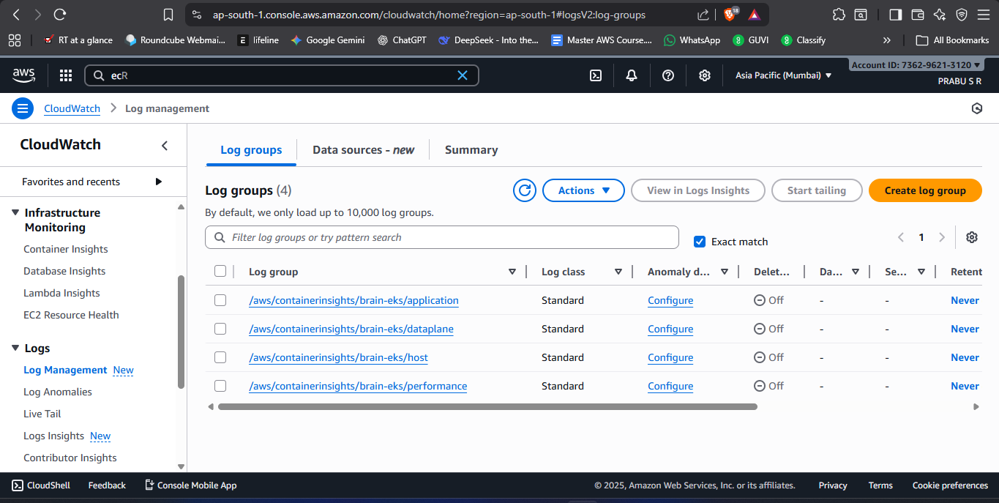 ap-south-1.console.aws.amazon.com/cloudwatch/home?region=ap-south-1#logsV2:log-groups
18
RT at a glance
Roundcube Webmai...
E lifeline
Google Gemini
ChatGPT
DeepSeek - Into the...
Master AWS Course....
WhatsApp
GUVI
Classify
»
All Bookmarks
aws
ecR
Asia Pacific (Mumbai) ▼
Account ID: 7362-9621-3120 ▼
PRABU S R
CloudWatch > Log management
CloudWatch
Favorites and recents
Infrastructure
Monitoring
Container Insights
Database Insights
Lambda Insights
EC2 Resource Health
Logs
Log Management New
Log Anomalies
Live Tail
Logs Insights New
Contributor Insights
Log groups
Data sources - new
Summary
Log groups (4)
Actions ▼
View in Logs Insights
Start tailing
Create log group
By default, we only load up to 10,000 log groups.
Filter log groups or try pattern search
Exact match
< 1 >
Log group Log class Anomaly d... Delet... Da... Se... Retent
/aws/containerinsights/brain-eks/application Standard Configure Off - - Never
/aws/containerinsights/brain-eks/dataplane Standard Configure Off - - Never
/aws/containerinsights/brain-eks/host Standard Configure Off - - Never
/aws/containerinsights/brain-eks/performance Standard Configure Off - - Never
CloudShell Feedback Console Mobile App
© 2025, Amazon Web Services, Inc. or its affiliates. Privacy Terms Cookie preferences